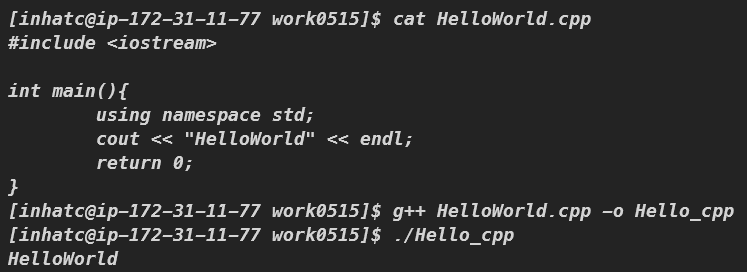 [inhatc@ip-172-31-11-77 work0515]$ cat HelloWorld.cpp
#include <iostream>

int main(){
        using namespace std;
        cout << "HelloWorld" << endl;
        return 0;
}
[inhatc@ip-172-31-11-77 work0515]$ g++ HelloWorld.cpp -o Hello_cpp
[inhatc@ip-172-31-11-77 work0515]$ ./Hello_cpp
HelloWorld